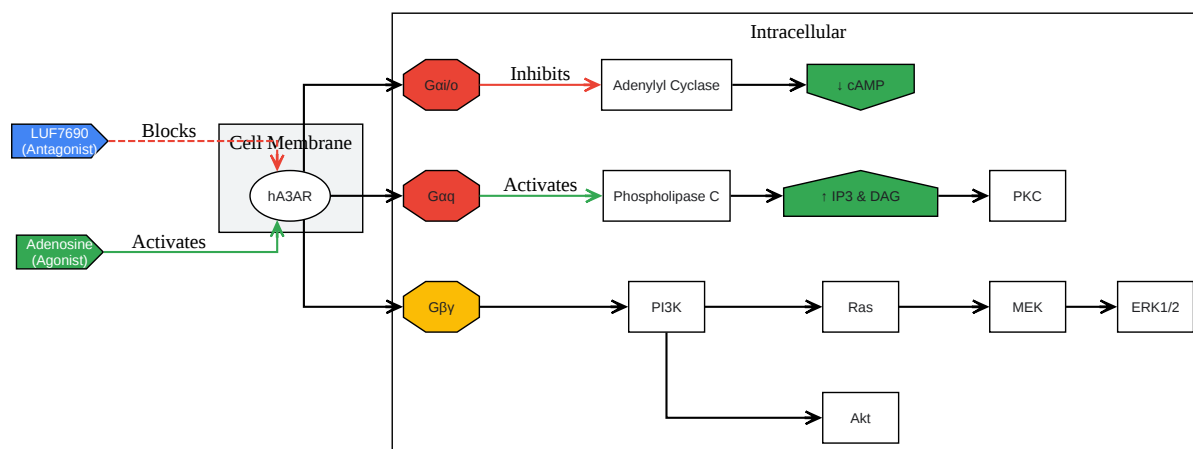 Intracellular
Gαi/o
Inhibits
Adenylyl Cyclase
↓ cAMP
LUF7690
(Antagonist)
Blocks
Cell Membrane
hA3AR
Gαq
Activates
Phospholipase C
↑ IP3 & DAG
PKC
Adenosine
(Agonist)
Activates
Gβγ
PI3K
Ras
MEK
ERK1/2
Akt